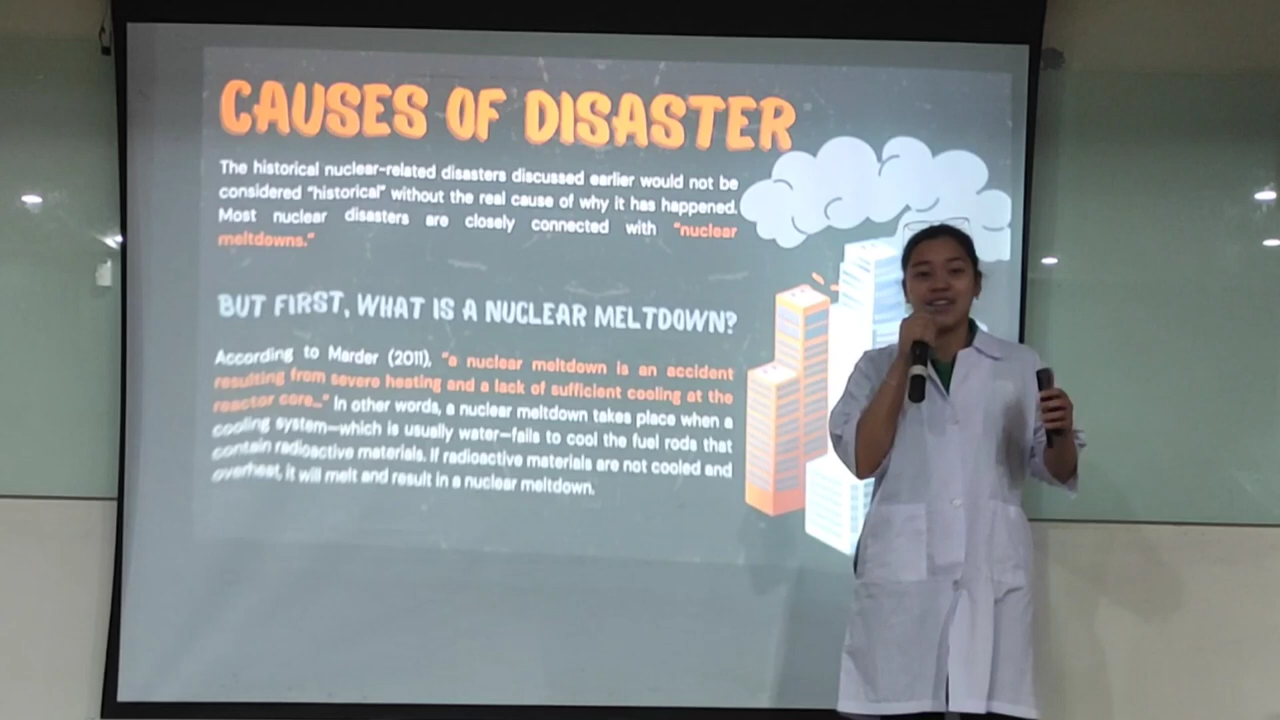 CAUSES OF DISASTER
The historical nuclear-related disasters discussed earlier would not be
considered "historical" without the real cause of why it has happened.
Most nuclear disasters are closely connected with "nuclear
meltdowns."
BUT FIRST, WHAT IS A NUCLEAR MELTDOWN?
According to Marder (2011), "a nuclear meltdown is an accident
resulting from severe heating and a lack of sufficient cooling at the
reactor core..." In other words, a nuclear meltdown takes place when a
cooling system—which is usually water—fails to cool the fuel rods that
contain radioactive materials. If radioactive materials are not cooled and
overheat, it will melt and result in a nuclear meltdown.